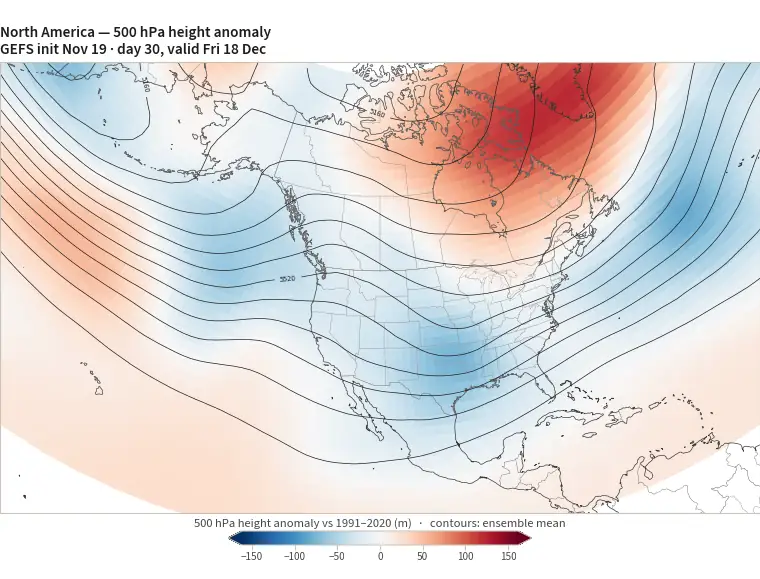 North America — 500 hPa height anomaly
GEFS init Nov 19 · day 30, valid Fri 18 Dec
5160
5160
5520
500 hPa height anomaly vs 1991–2020 (m) · contours: ensemble mean
−150 −100 −50 0 50 100 150